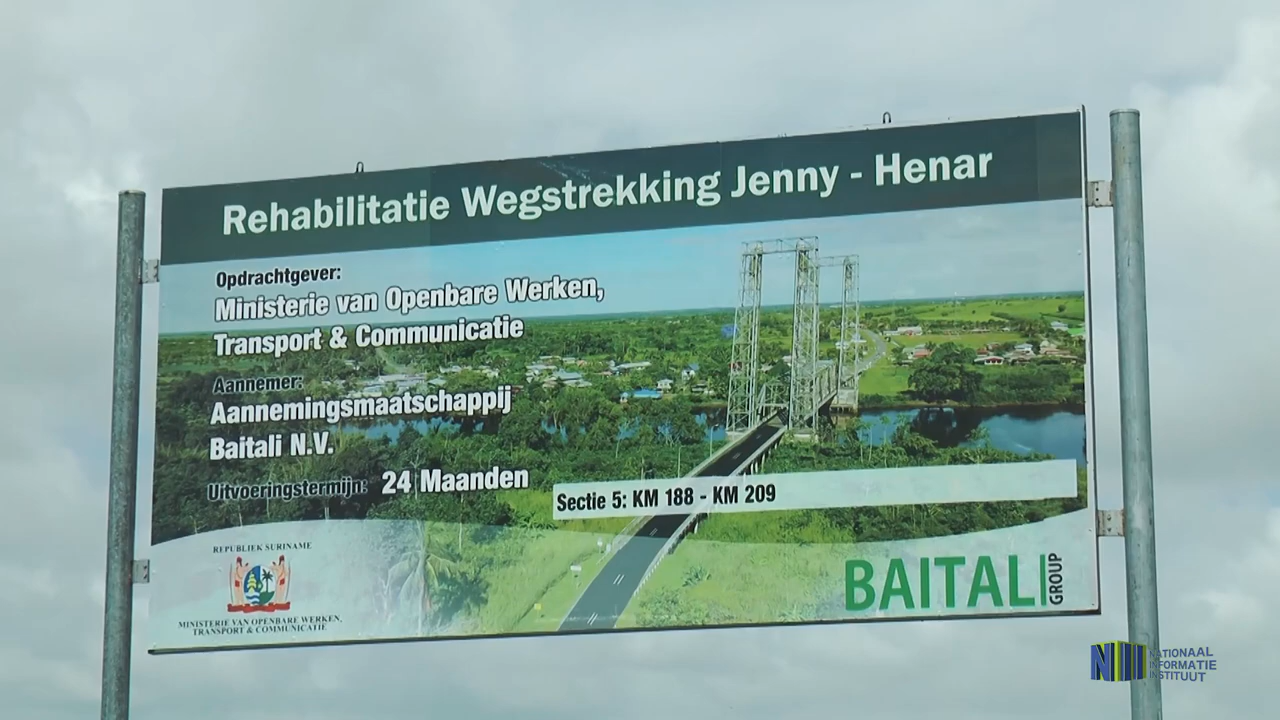 Rehabilitatie Wegstrekking Jenny - Henar
Opdrachtgever:
Ministerie van Openbare Werken,
Transport & Communicatie
Aannemer:
Aannemingsmaatschappij
Baitali N.V.
Uitvoeringstermijn: 24 Maanden
Sectie 5: KM 188 - KM 209
REPUBLIEK SURINAME
MINISTERIE VAN OPENBARE WERKEN,
TRANSPORT & COMMUNICATIE
BAITALI GROUP
NII NATIONAAL
INFORMATIE
INSTITUUT